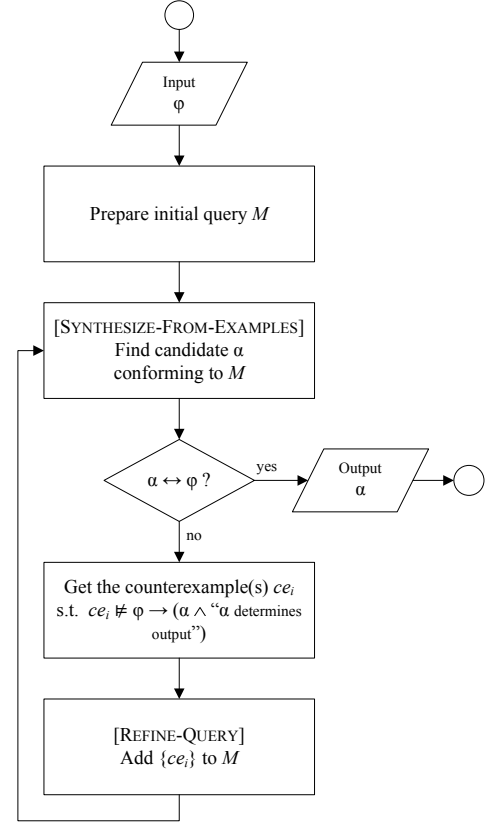 Input
φ
Prepare initial query M
[SYNTHESIZE-FROM-EXAMPLES]
Find candidate α
conforming to M
α ↔ φ ?
yes
Output
α
no
Get the counterexample(s) ceᵢ
s.t. ceᵢ ⊭ φ → (α ∧ “α determines
output”)
[REFINE-QUERY]
Add {ceᵢ} to M